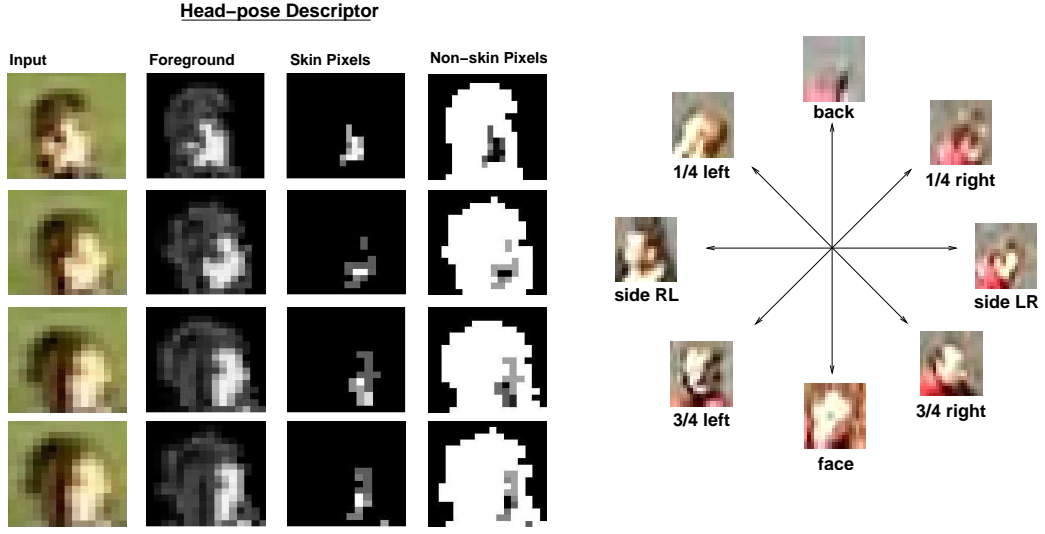 Head–pose Descriptor
Input
Foreground
Skin Pixels
Non–skin Pixels
back
1/4 left
1/4 right
side RL
side LR
3/4 left
3/4 right
face